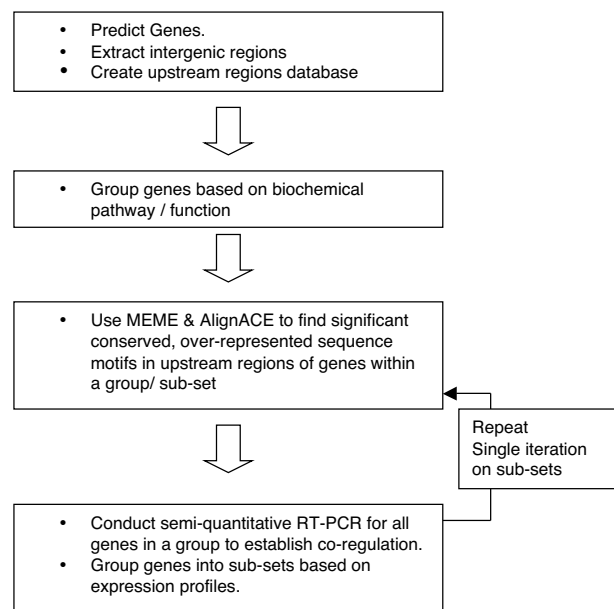 • Predict Genes.
• Extract intergenic regions
• Create upstream regions database
• Group genes based on biochemical
pathway / function
• Use MEME & AlignACE to find significant
conserved, over-represented sequence
motifs in upstream regions of genes within
a group/ sub-set
Repeat
Single iteration
on sub-sets
• Conduct semi-quantitative RT-PCR for all
genes in a group to establish co-regulation.
• Group genes into sub-sets based on
expression profiles.